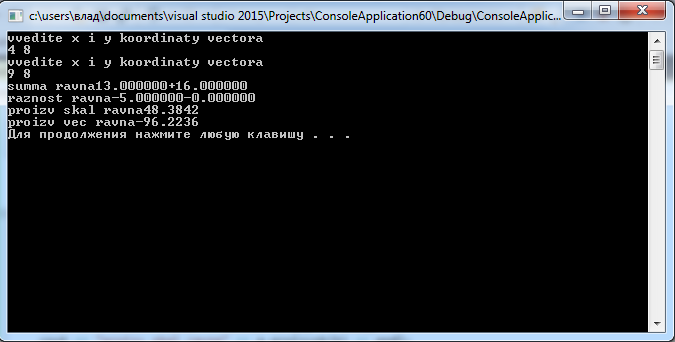 c:\users\влад\documents\visual studio 2015\Projects\ConsoleApplication60\Debug\ConsoleApplic...
vvedite x i y koordinaty vectora
4 8
vvedite x i y koordinaty vectora
9 8
summa ravna13.000000+16.000000
raznost ravna-5.000000-0.000000
proizv skal ravna48.3842
proizv vec ravna-96.2236
Для продолжения нажмите любую клавишу . . .